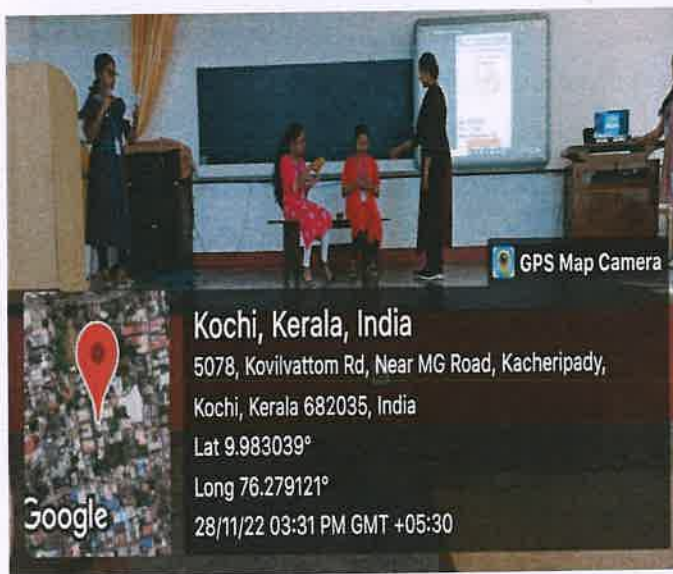 GPS Map Camera
Kochi, Kerala, India
5078, Kovilvattom Rd, Near MG Road, Kacheripady,
Kochi, Kerala 682035, India
Lat 9.983039°
Long 76.279121°
28/11/22 03:31 PM GMT +05:30
Google